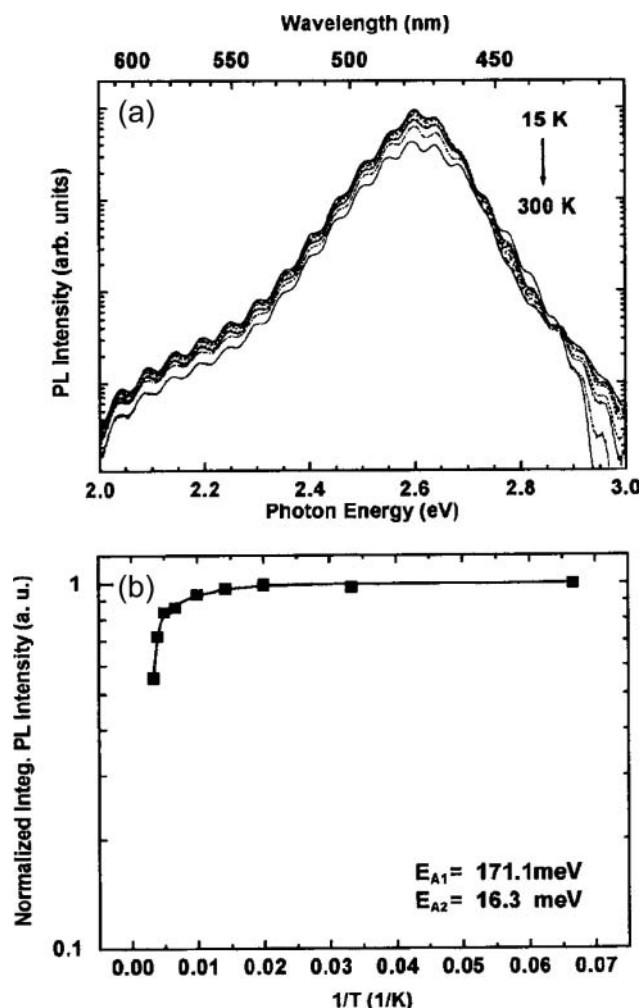 Wavelength (nm)
600 550 500 450
(a)
15 K
300 K
PL Intensity (arb. units)
2.0 2.2 2.4 2.6 2.8 3.0
Photon Energy (eV)
(b)
1
Normalized Integ. PL Intensity (a. u.)
E_A1 = 171.1meV
E_A2 = 16.3 meV
0.1
0.00 0.01 0.02 0.03 0.04 0.05 0.06 0.07
1/T (1/K)